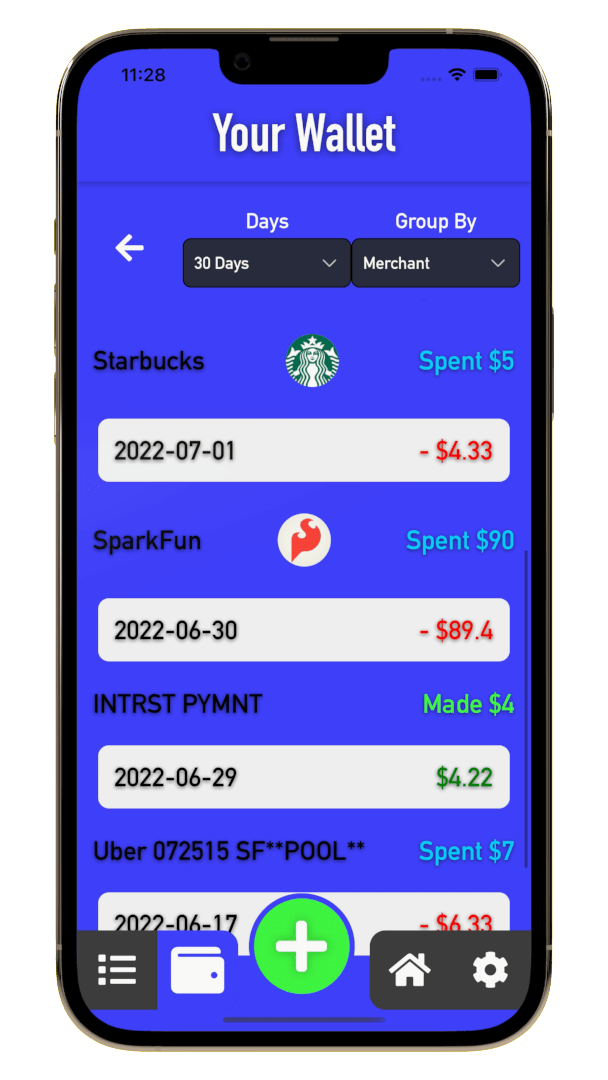 11:28
Your Wallet
Days Group By
30 Days Merchant
Starbucks Spent $5
2022-07-01 - $4.33
SparkFun Spent $90
2022-06-30 - $89.4
INTRST PYMNT Made $4
2022-06-29 $4.22
Uber 072515 SF**POOL** Spent $7
2022-06-17 - $6.33